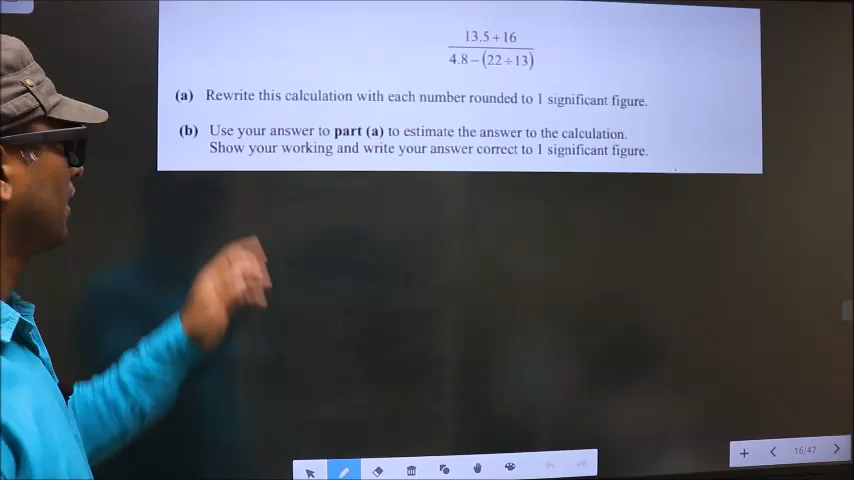 13.5+16
4.8-(22÷13)
(a) Rewrite this calculation with each number rounded to 1 significant figure.
(b) Use your answer to part (a) to estimate the answer to the calculation.
Show your working and write your answer correct to 1 significant figure.
16/47